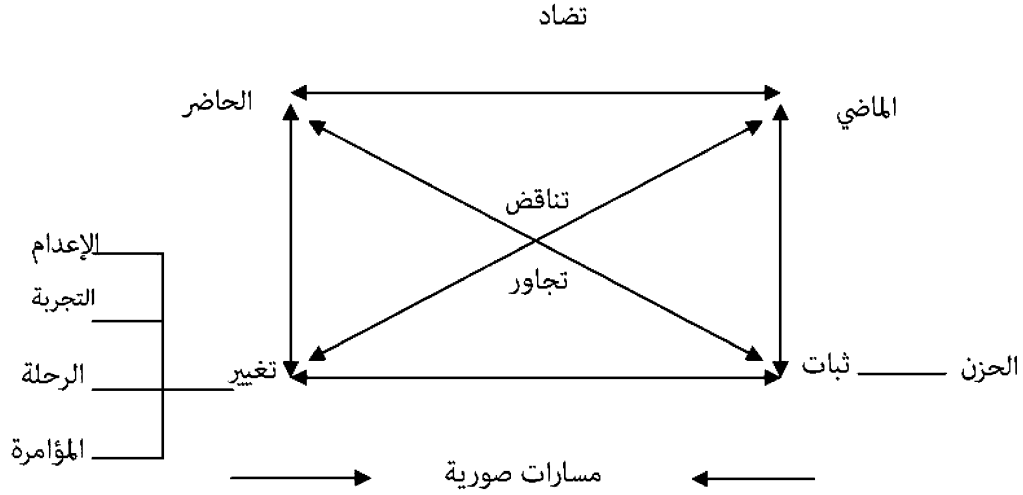 تضاد
الماضي
الحاضر
تناقض
تجاور
الإعدام
التجربة
الحزن
ثبات
تغيير
الرحلة
المؤامرة
مسارات صورية